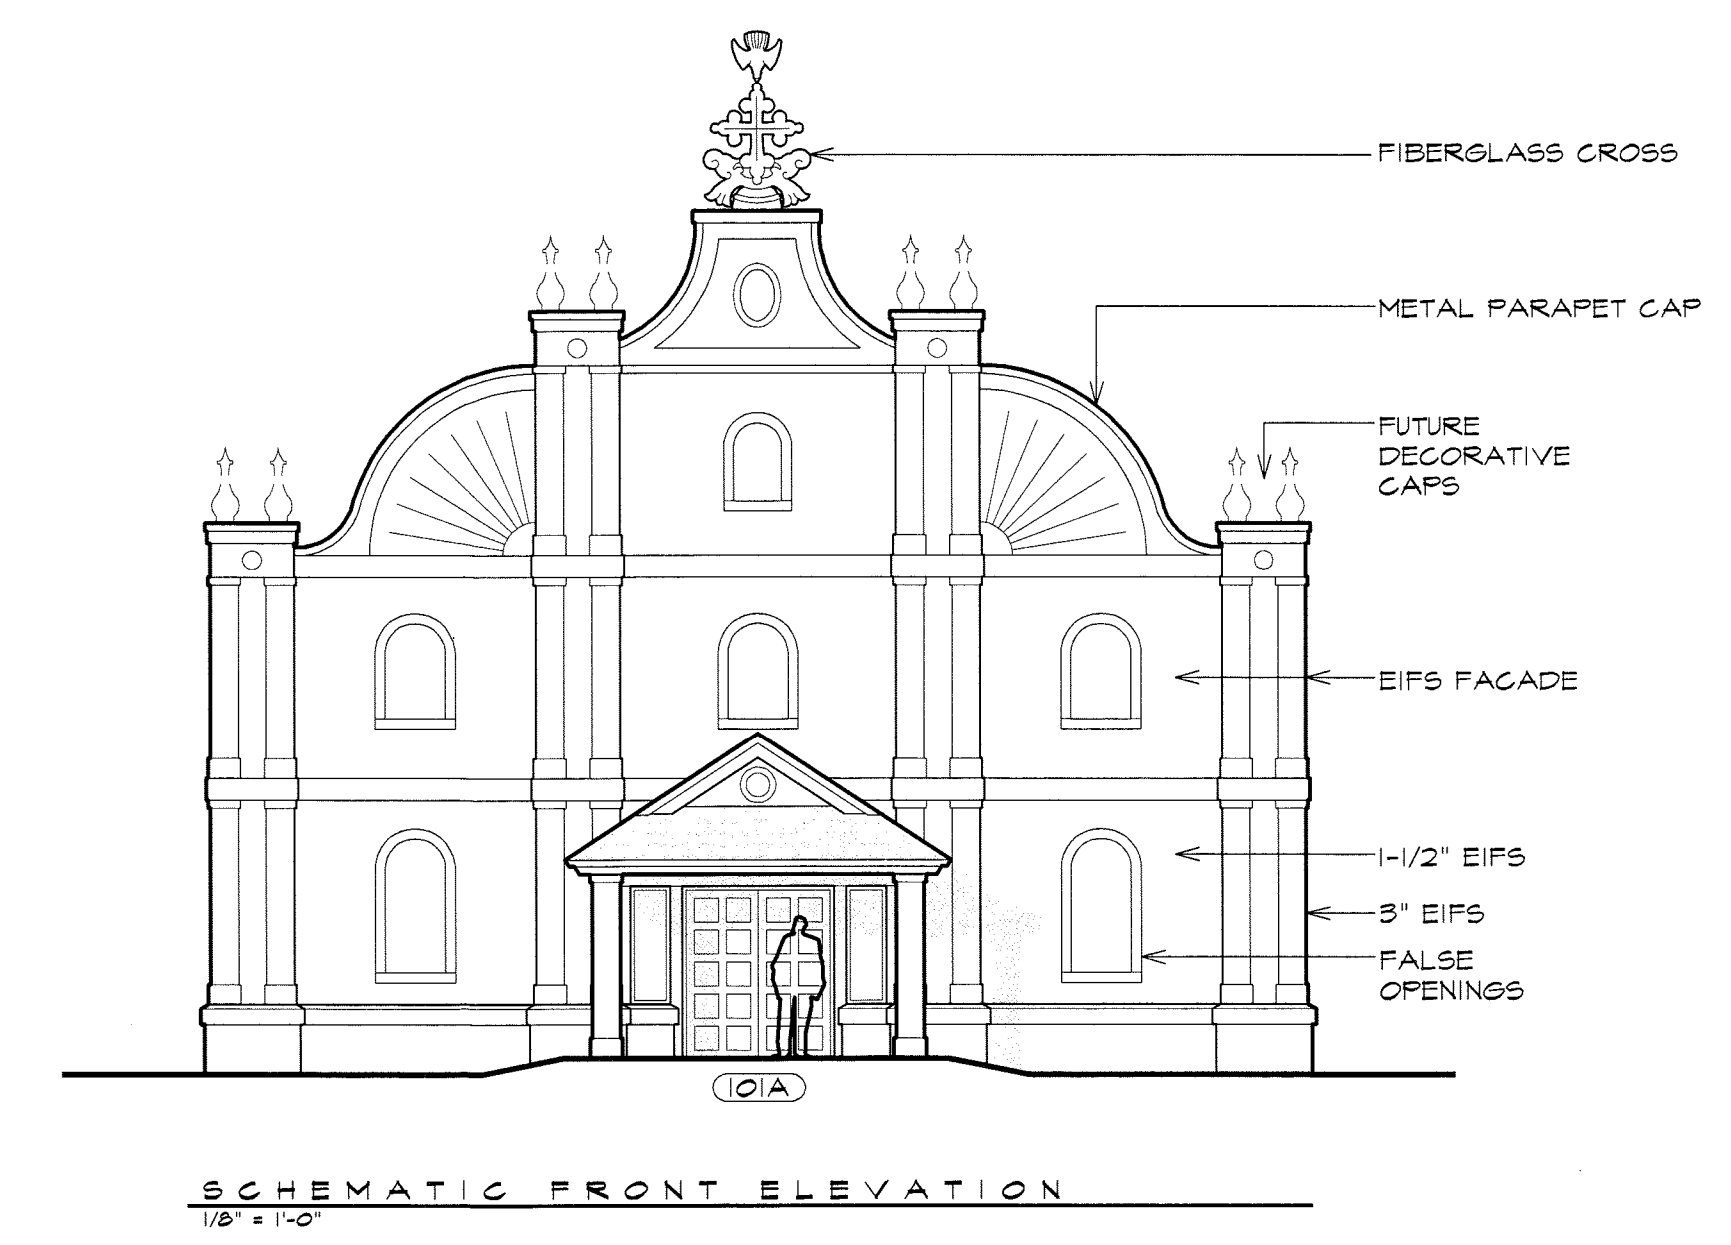 FIBERGLASS CROSS
METAL PARAPET CAP
FUTURE
DECORATIVE
CAPS
EIFS FACADE
1-1/2" EIFS
3" EIFS
FALSE
OPENINGS
101A
SCHEMATIC FRONT ELEVATION
1/8" = 1'-0"